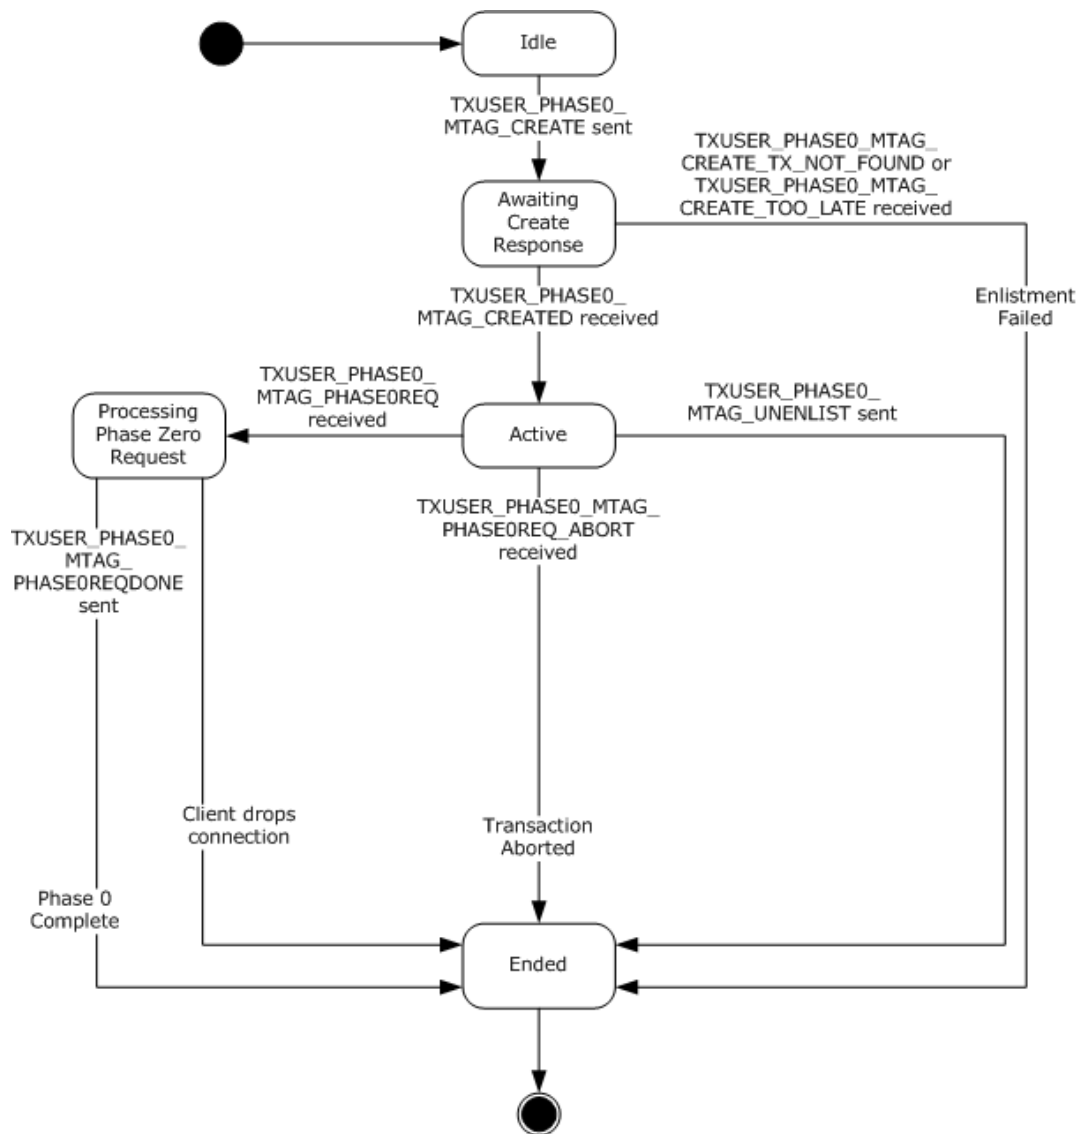 Idle
TXUSER_PHASE0_
MTAG_CREATE sent
TXUSER_PHASE0_MTAG_
CREATE_TX_NOT_FOUND or
TXUSER_PHASE0_MTAG_
CREATE_TOO_LATE received
Awaiting
Create
Response
TXUSER_PHASE0_
MTAG_CREATED received
Enlistment
Failed
TXUSER_PHASE0_
MTAG_PHASE0REQ
received
TXUSER_PHASE0_
MTAG_UNENLIST sent
Processing
Phase Zero
Request
Active
TXUSER_PHASE0_MTAG_
PHASE0REQ_ABORT
received
TXUSER_PHASE0_
MTAG_
PHASE0REQDONE
sent
Client drops
connection
Transaction
Aborted
Phase 0
Complete
Ended